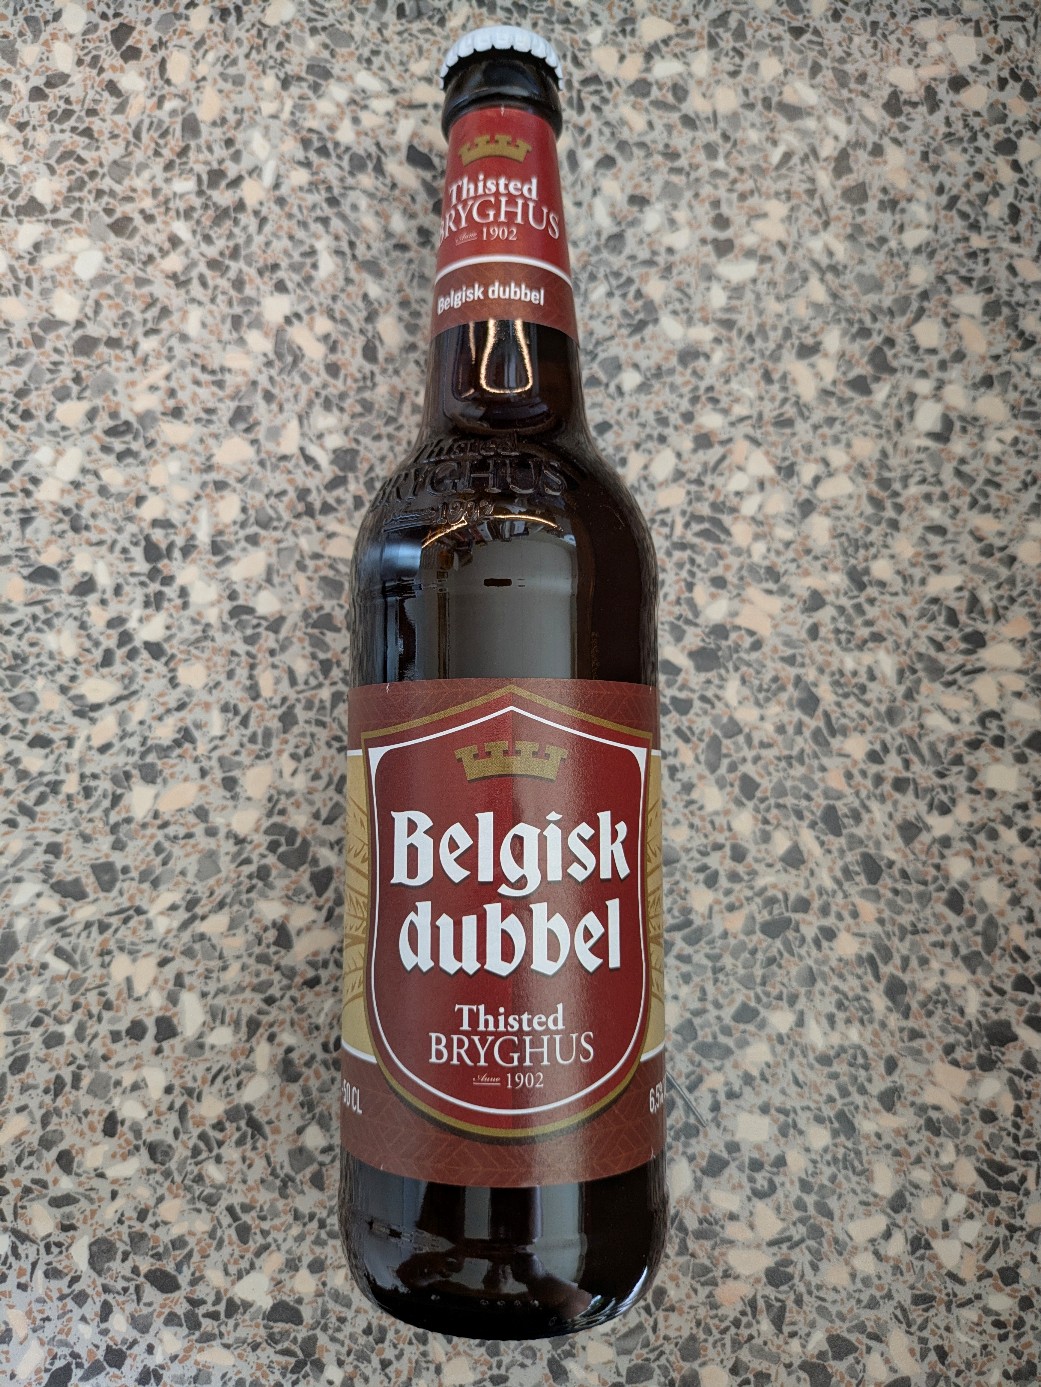 Thisted
BRYGHUS
Anno 1902
Belgisk dubbel
Thisted
BRYGHUS
1902
Belgisk
dubbel
Thisted
BRYGHUS
Anno 1902
50 CL